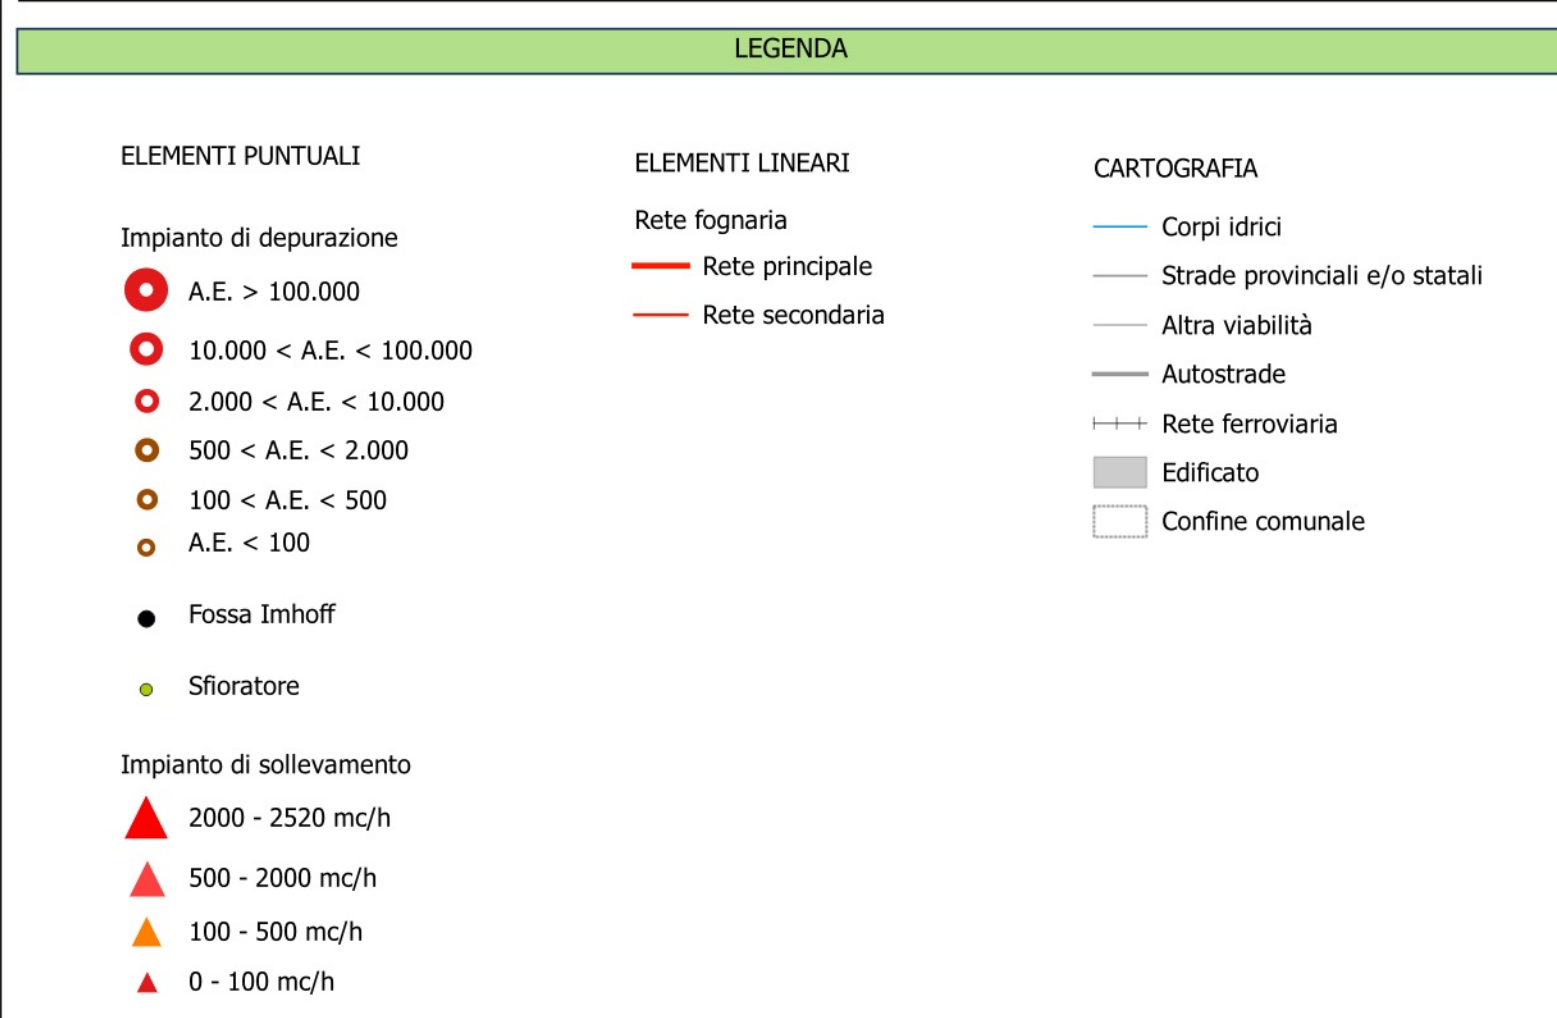 LEGENDA
ELEMENTI PUNTUALI
Impianto di depurazione
A.E. > 100.000
10.000 < A.E. < 100.000
2.000 < A.E. < 10.000
500 < A.E. < 2.000
100 < A.E. < 500
A.E. < 100
Fossa Imhoff
Sfioratore
Impianto di sollevamento
2000 - 2520 mc/h
500 - 2000 mc/h
100 - 500 mc/h
0 - 100 mc/h
ELEMENTI LINEARI
Rete fognaria
Rete principale
Rete secondaria
CARTOGRAFIA
Corpi idrici
Strade provinciali e/o statali
Altra viabilità
Autostrade
Rete ferroviaria
Edificato
Confine comunale